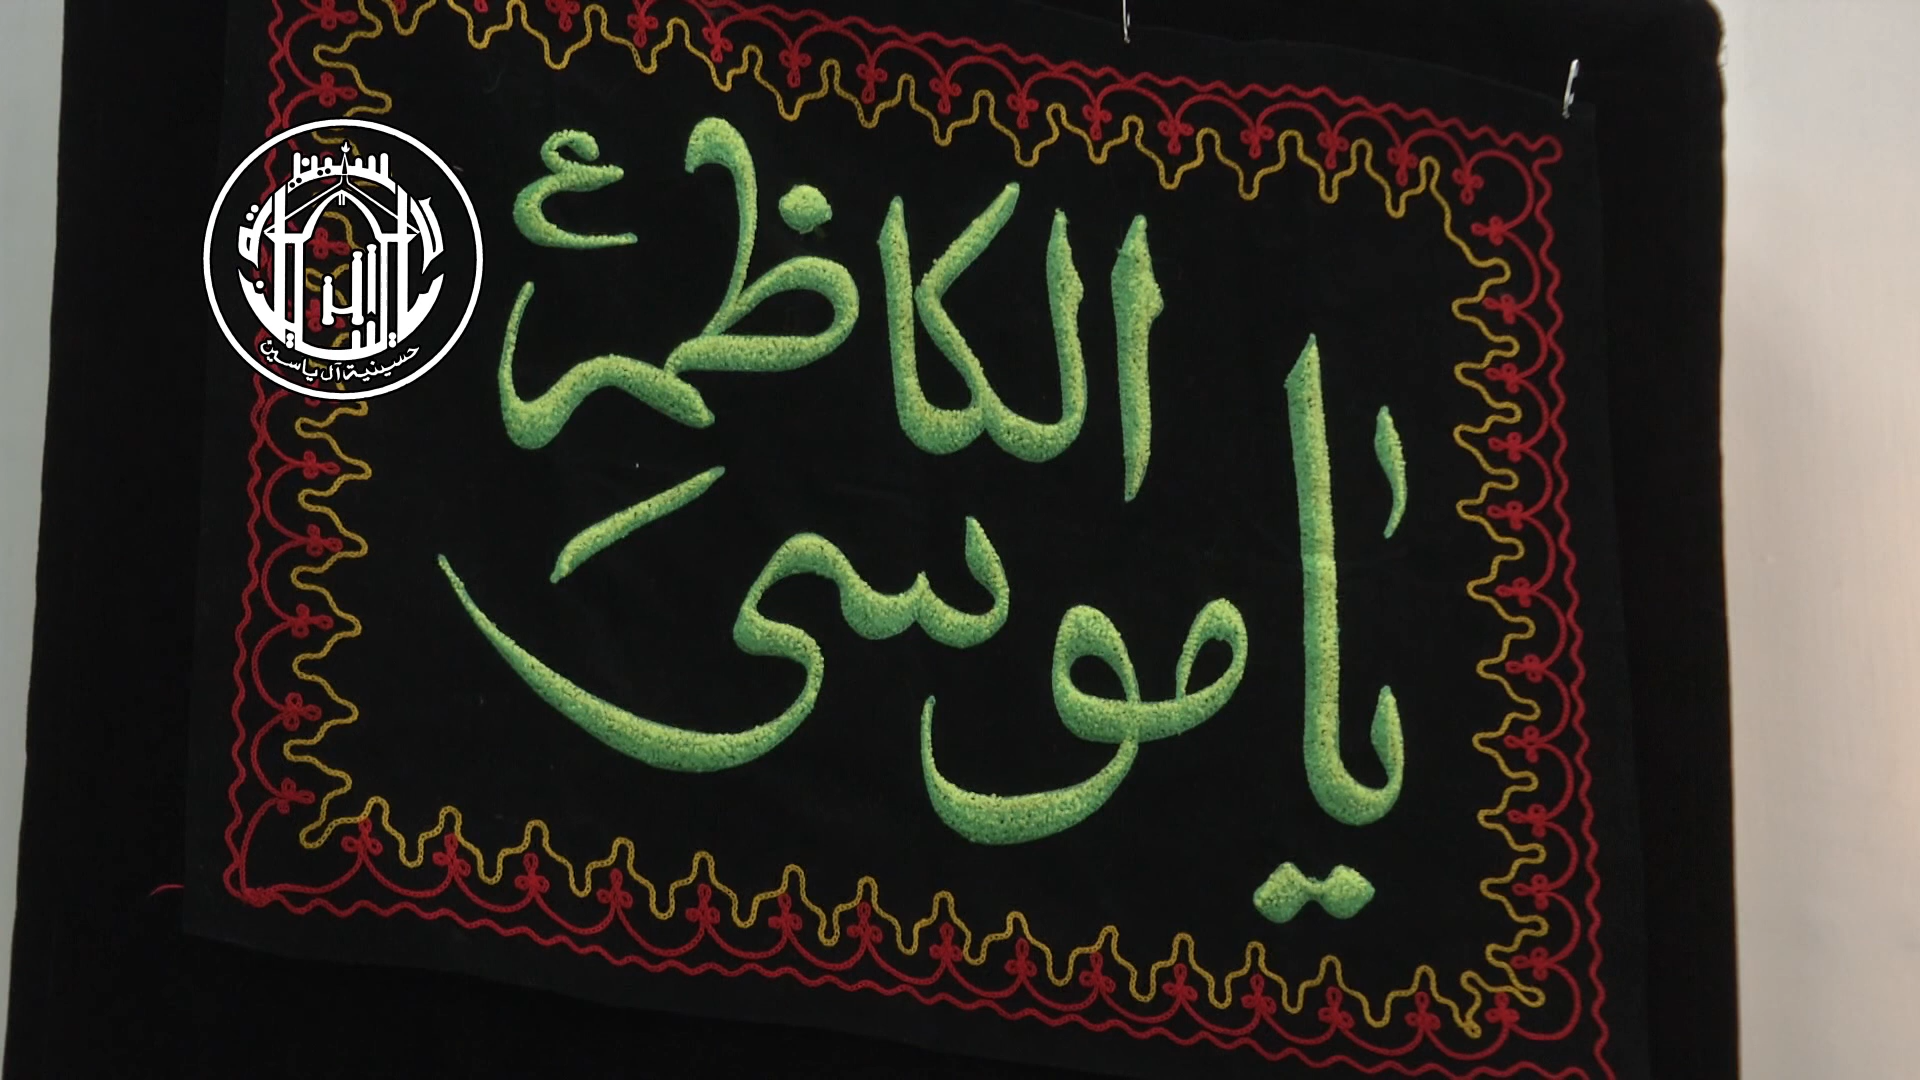 يا موسى
الكاظم ع
حسينية آل ياسين